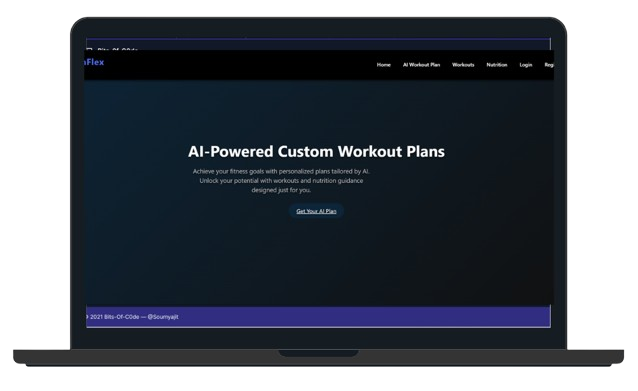 Bits-Of-C0de
Flex
Home AI Workout Plan Workouts Nutrition Login
AI-Powered Custom Workout Plans
Achieve your fitness goals with personalized plans tailored by AI.
Unlock your potential with workouts and nutrition guidance
designed just for you.
Get Your AI Plan
2021 Bits-Of-C0de — @Soumyajit